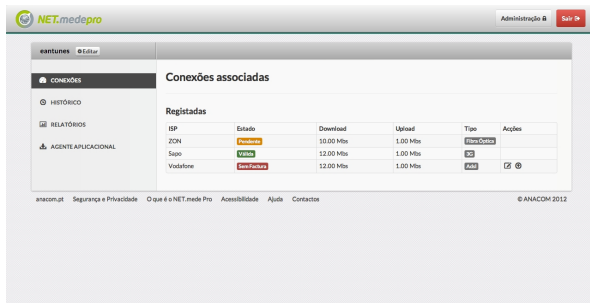 NET.medepro
Administração
Sair
eantunes
Editar
CONEXÕES
HISTÓRICO
RELATÓRIOS
AGENTE APLICACIONAL
Conexões associadas
Registadas
ISP Estado Download Upload Tipo Acções
ZON Pendente 10.00 Mbs 1.00 Mbs Fibra Óptica
Sapo Válida 12.00 Mbs 1.00 Mbs 3G
Vodafone Sem Factura 12.00 Mbs 1.00 Mbs Adsl
anacom.pt Segurança e Privacidade O que é o NET.mede Pro Acessibilidade Ajuda Contactos © ANACOM 2012